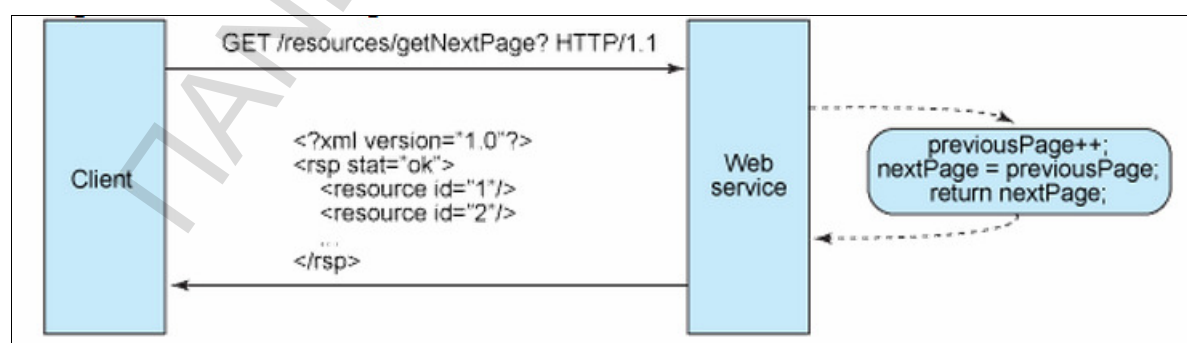 GET /resources/getNextPage? HTTP/1.1
<?xml version="1.0"?>
<rsp stat="ok">
<resource id="1"/>
<resource id="2"/>
...
</rsp>
Client
Web
service
previousPage++;
nextPage = previousPage;
return nextPage;
ΠΑΝ